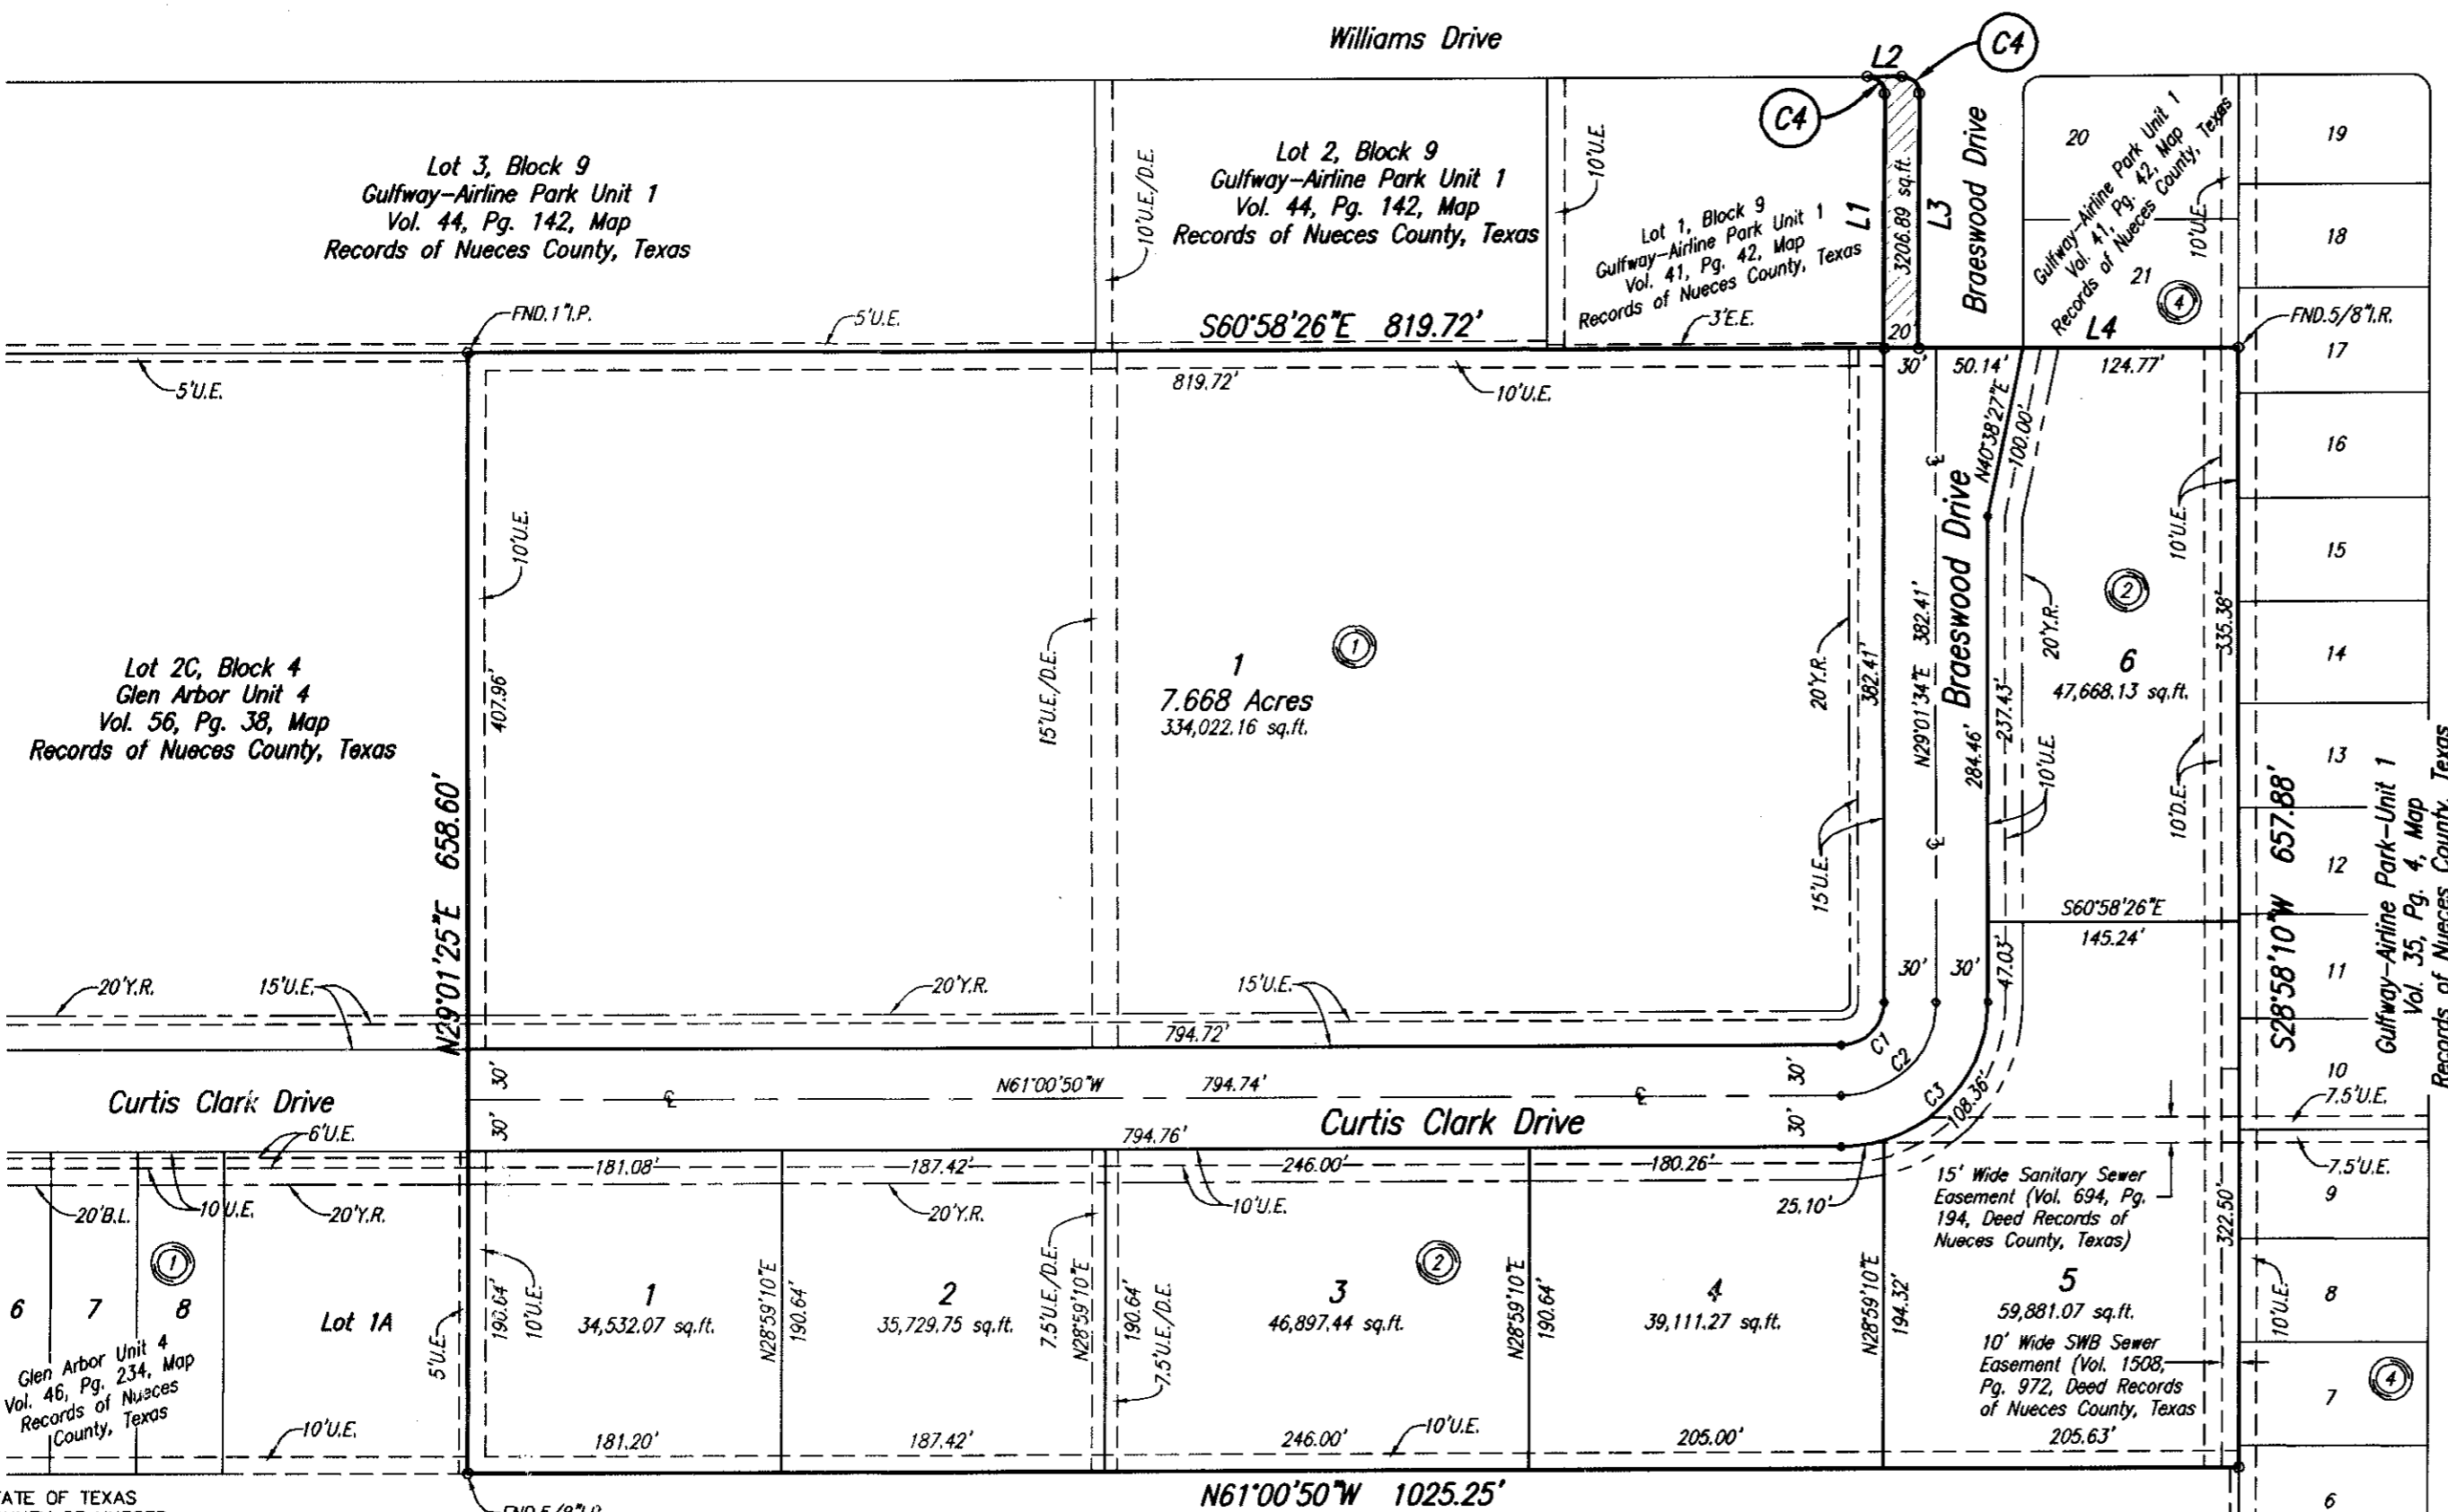 Williams Drive
L2
C4
C4
Lot 3, Block 9
Gulfway-Airline Park Unit 1
Vol. 44, Pg. 142, Map
Records of Nueces County, Texas
10'U.E./D.E.
Lot 2, Block 9
Gulfway-Airline Park Unit 1
Vol. 44, Pg. 142, Map
Records of Nueces County, Texas
10'U.E.
Lot 1, Block 9
Gulfway-Airline Park Unit 1
Vol. 41, Pg. 42, Map
Records of Nueces County, Texas
L1
3206.89 sq.ft.
L3
Braeswood Drive
20
Gulfway-Airline Park Unit 1
Vol. 41, Pg. 42, Map
Records of Nueces County, Texas
21
4
10'U.E.
19
18
FND.5/8"I.R.
17
16
15
14
13
12
11
10
9
8
7
6
FND.1"I.P.
5'U.E.
S60°58'26"E 819.72'
3'E.E.
20'
L4
5'U.E.
819.72'
10'U.E.
30'
50.14'
124.77'
N40°38'27"E
100.00'
10'U.E.
407.96'
15'U.E./D.E.
1
1
7.668 Acres
334,022.16 sq.ft.
20'Y.R.
382.41'
N29°01'34"E 382.41'
Braeswood Drive
284.46'
237.43'
10'U.E.
20'Y.R.
2
6
47,668.13 sq.ft.
10'U.E.
335.38'
10'D.E.
15'U.E.
Lot 2C, Block 4
Glen Arbor Unit 4
Vol. 56, Pg. 38, Map
Records of Nueces County, Texas
N29°01'25"E 658.60'
S28°58'10"W 657.88'
Gulfway-Airline Park-Unit 1
Vol. 35, Pg. 4, Map
Records of Nueces County, Texas
S60°58'26"E
145.24'
30'
30'
47.03'
20'Y.R.
15'U.E.
20'Y.R.
15'U.E.
794.72'
C1
C2
C3
108.36'
Curtis Clark Drive
30'
30'
N61°00'50"W
794.74'
30'
30'
Curtis Clark Drive
794.76'
7.5'U.E.
7.5'U.E.
6'U.E.
181.08'
187.42'
246.00'
180.26'
25.10'
20'B.L.
10'U.E.
20'Y.R.
20'Y.R.
10'U.E.
15' Wide Sanitary Sewer
Easement (Vol. 694, Pg.
194, Deed Records of
Nueces County, Texas)
322.50'
1
6
7
8
Lot 1A
Glen Arbor Unit 4
Vol. 46, Pg. 234, Map
Records of Nueces
County, Texas
5'U.E.
190.64'
10'U.E.
1
34,532.07 sq.ft.
N28°59'10"E
190.64'
2
35,729.75 sq.ft.
7.5'U.E./D.E.
N28°59'10"E
190.64'
7.5'U.E./D.E.
2
3
46,897.44 sq.ft.
N28°59'10"E
190.64'
4
39,111.27 sq.ft.
N28°59'10"E
194.32'
5
59,881.07 sq.ft.
10' Wide SWB Sewer
Easement (Vol. 1508,
Pg. 972, Deed Records
of Nueces County, Texas
10'U.E.
4
10'U.E.
181.20'
187.42'
246.00'
10'U.E.
205.00'
205.63'
N61°00'50"W 1025.25'
OF TEXAS